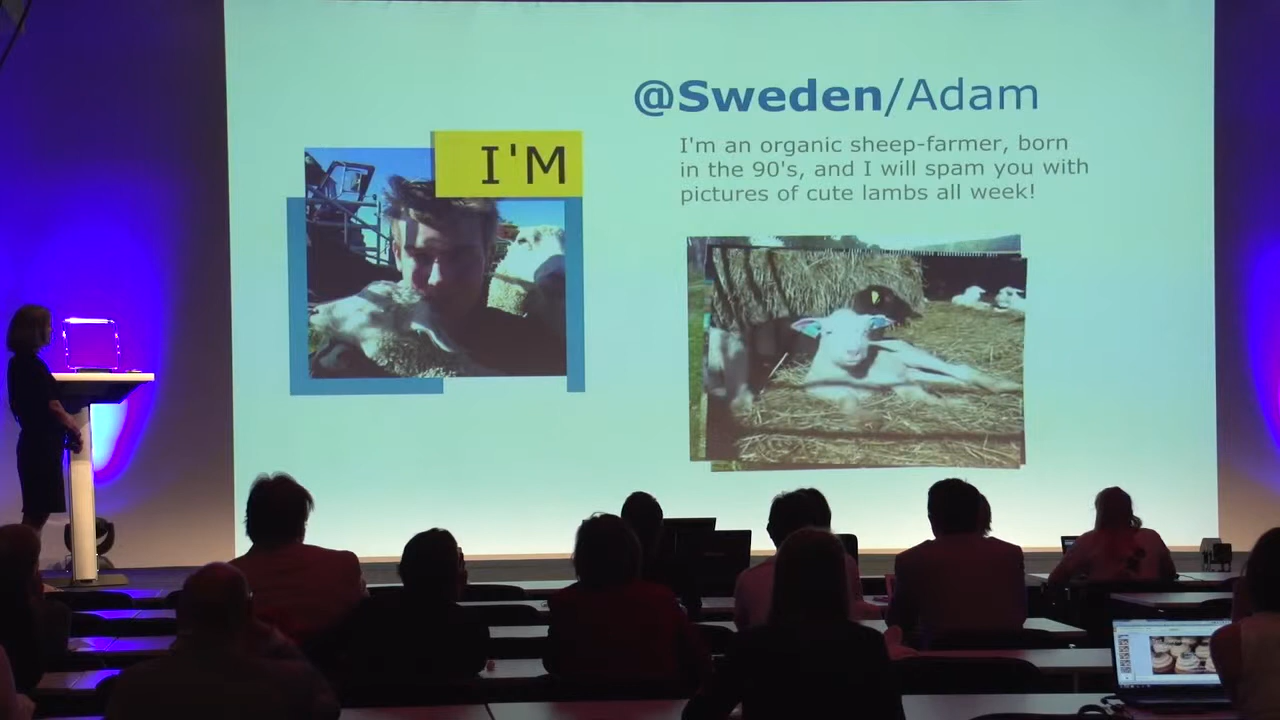 @Sweden/Adam
I'M
I'm an organic sheep-farmer, born
in the 90's, and I will spam you with
pictures of cute lambs all week!